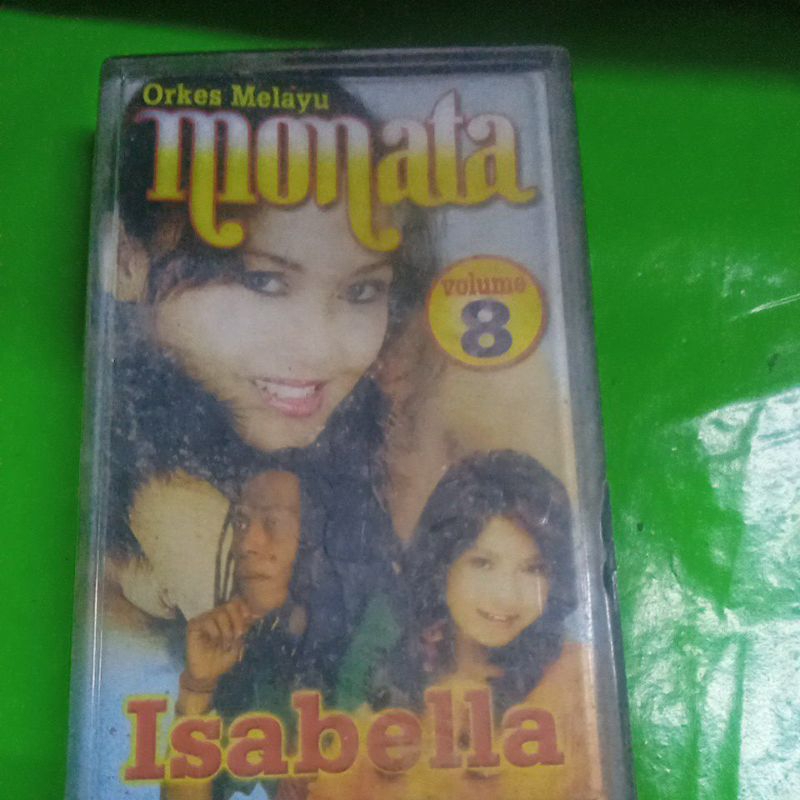 Orkes Melayu
monata
volume
8
Isabella